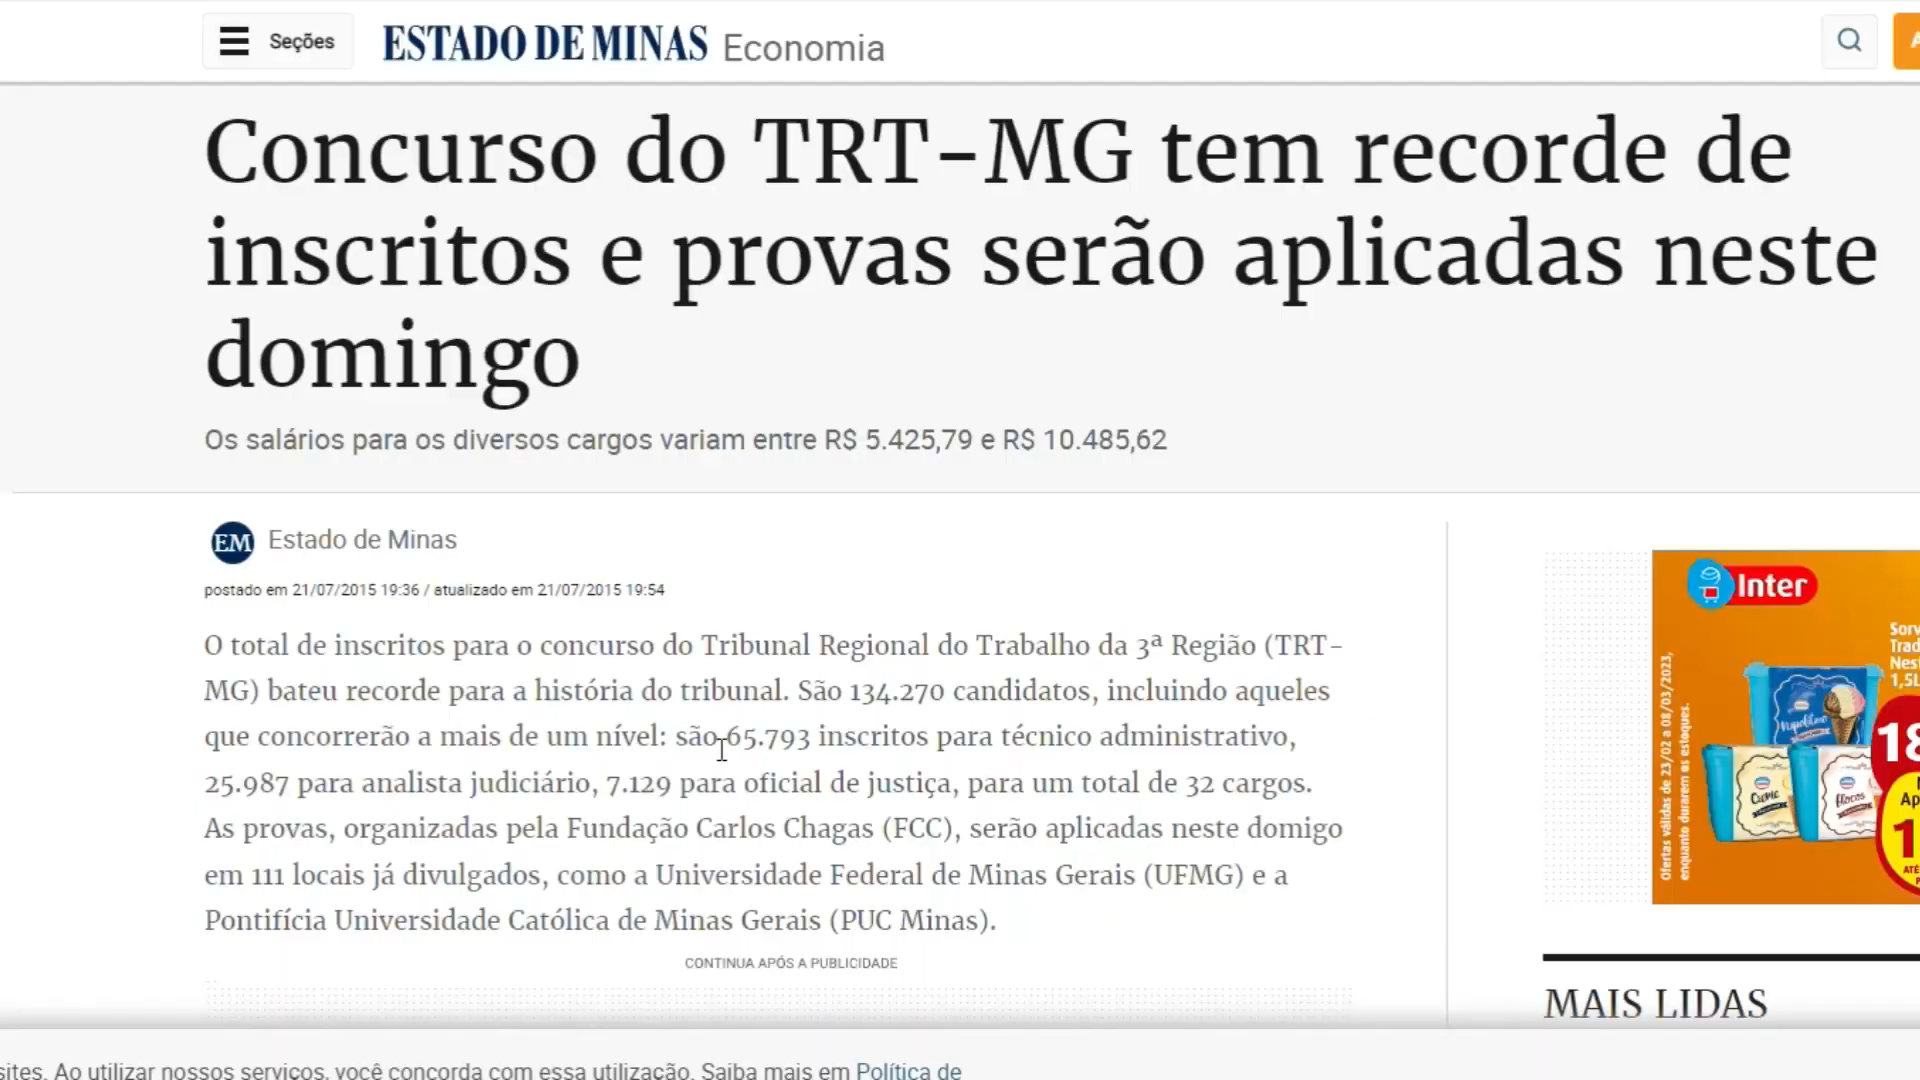 Seções
ESTADO DE MINAS Economia
Concurso do TRT-MG tem recorde de
inscritos e provas serão aplicadas neste
domingo
Os salários para os diversos cargos variam entre R$ 5.425,79 e R$ 10.485,62
EM Estado de Minas
postado em 21/07/2015 19:36 / atualizado em 21/07/2015 19:54
O total de inscritos para o concurso do Tribunal Regional do Trabalho da 3ª Região (TRT-
MG) bateu recorde para a história do tribunal. São 134.270 candidatos, incluindo aqueles
que concorrerão a mais de um nível: são 65.793 inscritos para técnico administrativo,
25.987 para analista judiciário, 7.129 para oficial de justiça, para um total de 32 cargos.
As provas, organizadas pela Fundação Carlos Chagas (FCC), serão aplicadas neste domigo
em 111 locais já divulgados, como a Universidade Federal de Minas Gerais (UFMG) e a
Pontifícia Universidade Católica de Minas Gerais (PUC Minas).
CONTINUA APÓS A PUBLICIDADE
Inter
Ofertas válidas de 23/02 a 08/03/2023,
enquanto durarem os estoques.
1,5L
Napolitano
Creme
Flocos
18
1
ATÉ
MAIS LIDAS
sites. Ao utilizar nossos serviços, você concorda com essa utilização. Saiba mais em Política de